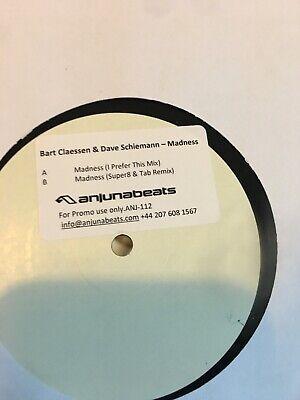 Bart Claessen & Dave Schiemann – Madness
A Madness (I Prefer This Mix)
B Madness (Super8 & Tab Remix)
anjunabeats
For Promo use only.ANJ-112
info@anjunabeats.com +44 207 608 1567